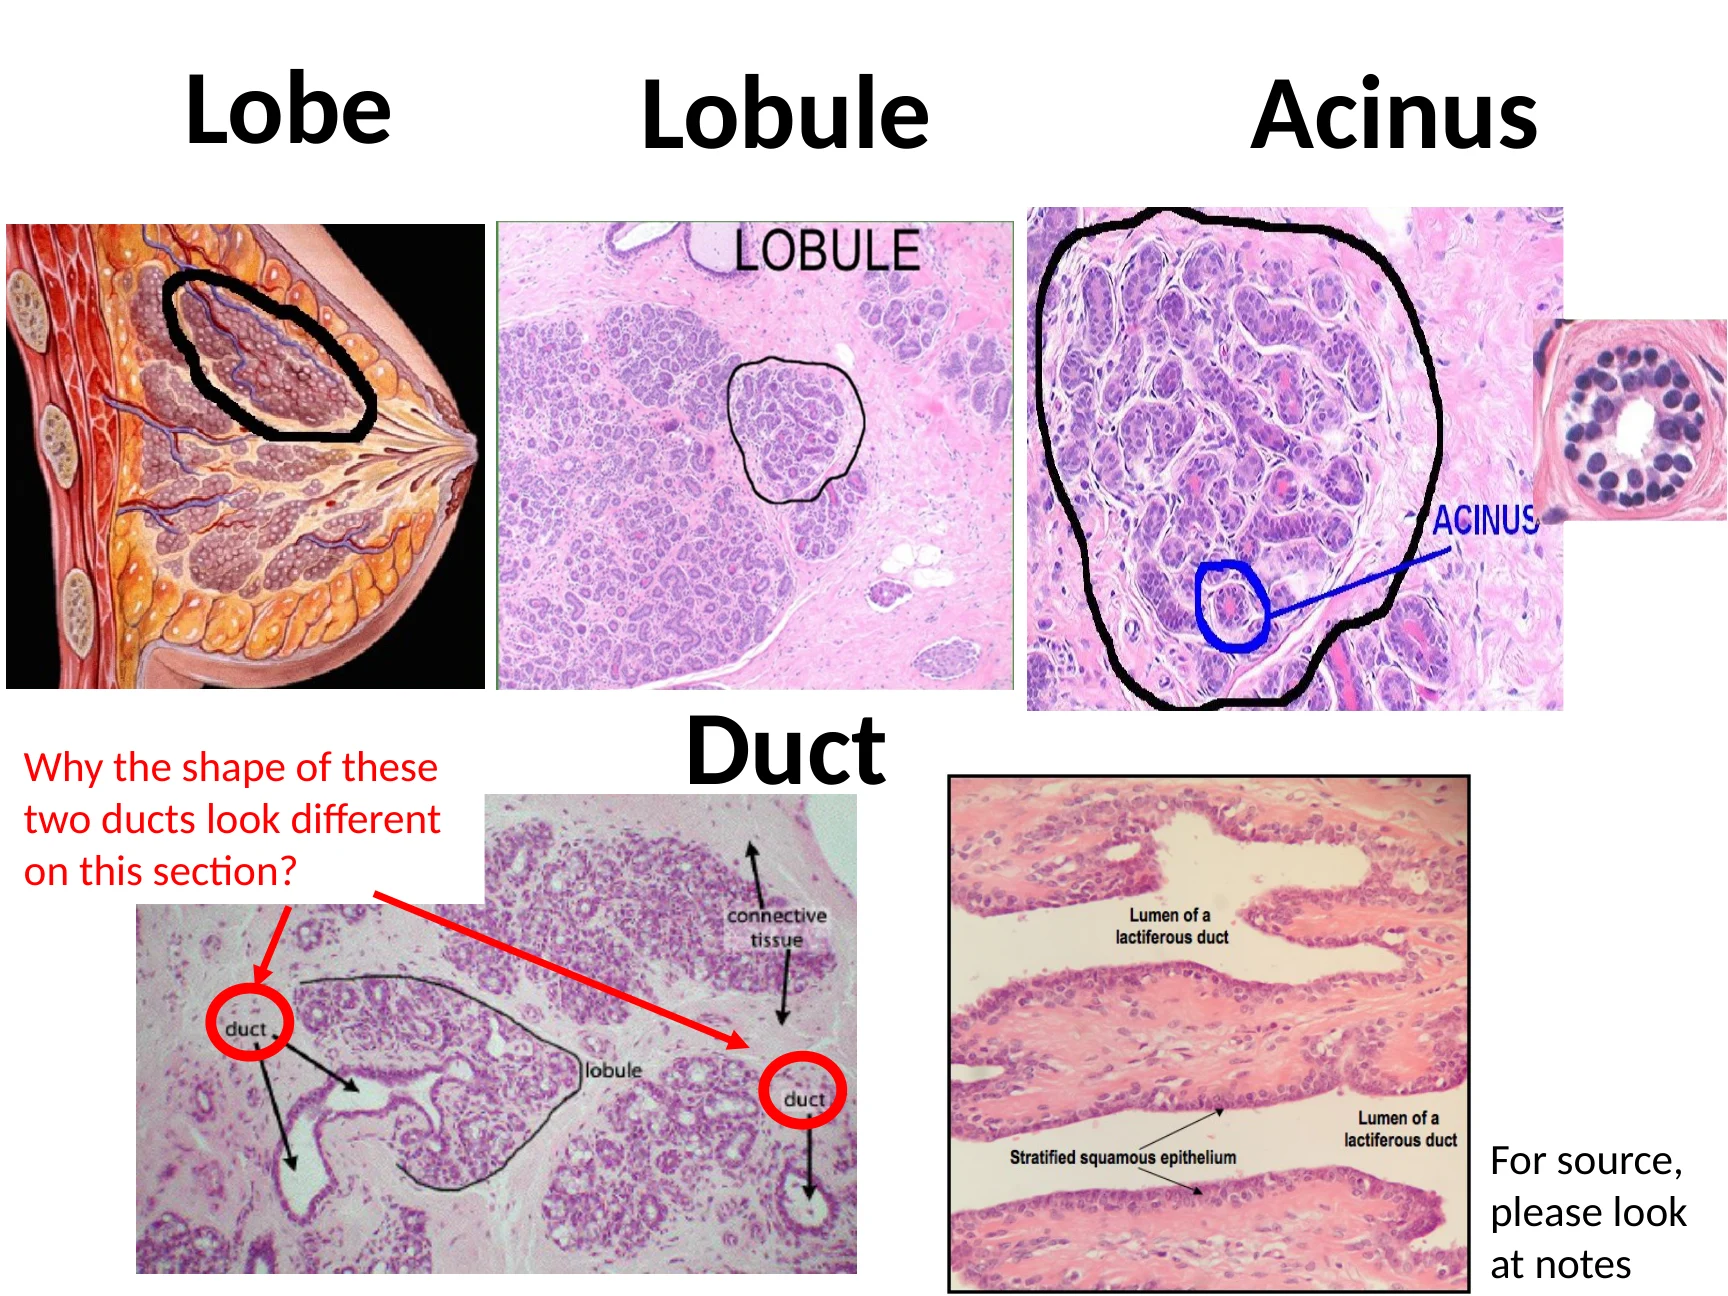 Lobe
Lobule
Acinus
LOBULE
ACINUS
Duct
Why the shape of these
two ducts look different
on this section?
connective
tissue
duct
lobule
duct
Lumen of a
lactiferous duct
Lumen of a
lactiferous duct
Stratified squamous epithelium
For source,
please look
at notes